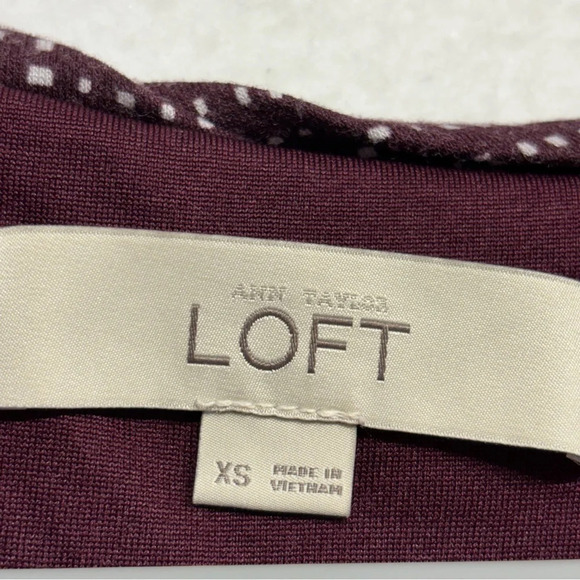 ANN TAYLOR
LOFT
XS
MADE IN
VIETNAM